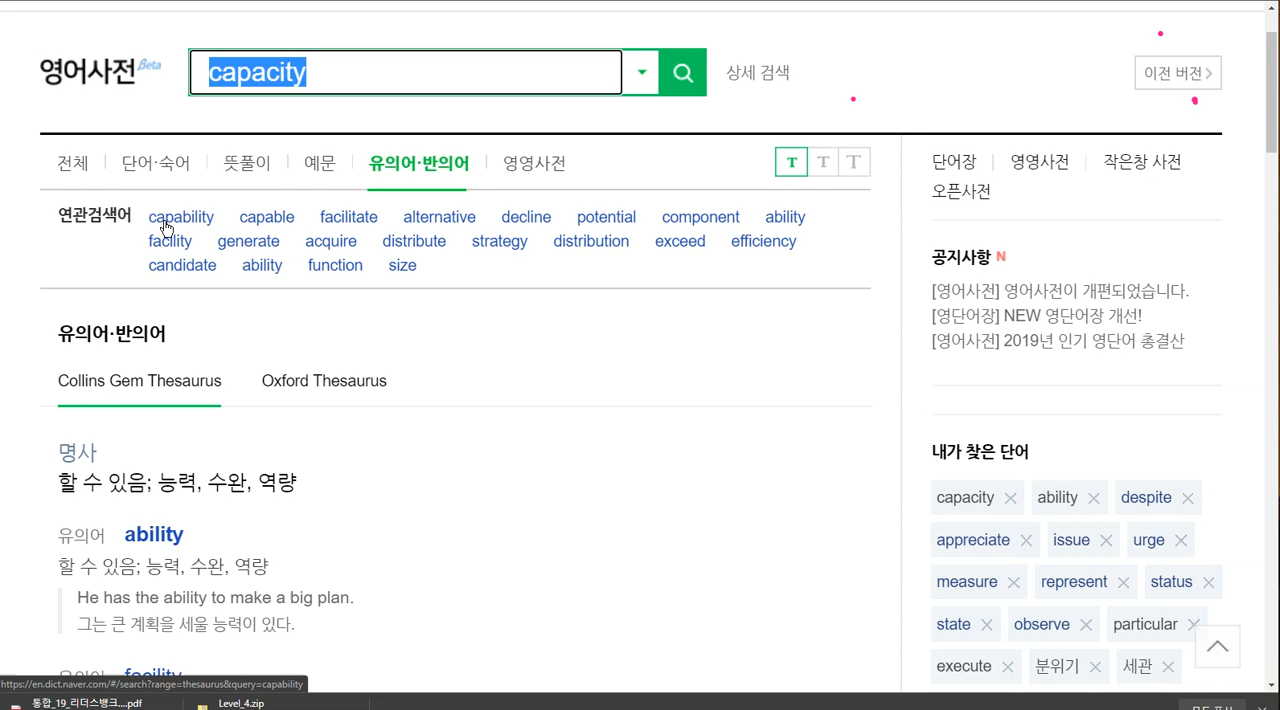 영어사전 Beta
capacity
상세 검색
이전 버전
전체 단어·숙어 뜻풀이 예문 유의어·반의어 영영사전
T T T
연관검색어 capability capable facilitate alternative decline potential component ability
facility generate acquire distribute strategy distribution exceed efficiency
candidate ability function size
유의어·반의어
Collins Gem Thesaurus Oxford Thesaurus
명사
할 수 있음; 능력, 수완, 역량
유의어 ability
할 수 있음; 능력, 수완, 역량
He has the ability to make a big plan.
그는 큰 계획을 세울 능력이 있다.
유의어 facility
단어장 영영사전 작은창 사전
오픈사전
공지사항 N
[영어사전] 영어사전이 개편되었습니다.
[영단어장] NEW 영단어장 개선!
[영어사전] 2019년 인기 영단어 총결산
내가 찾은 단어
capacity ability despite
appreciate issue urge
measure represent status
state observe particular
execute 분위기 세관
https://en.dict.naver.com/#/search?range=thesaurus&query=capability
통합_19_리더스뱅크....pdf Level_4.zip